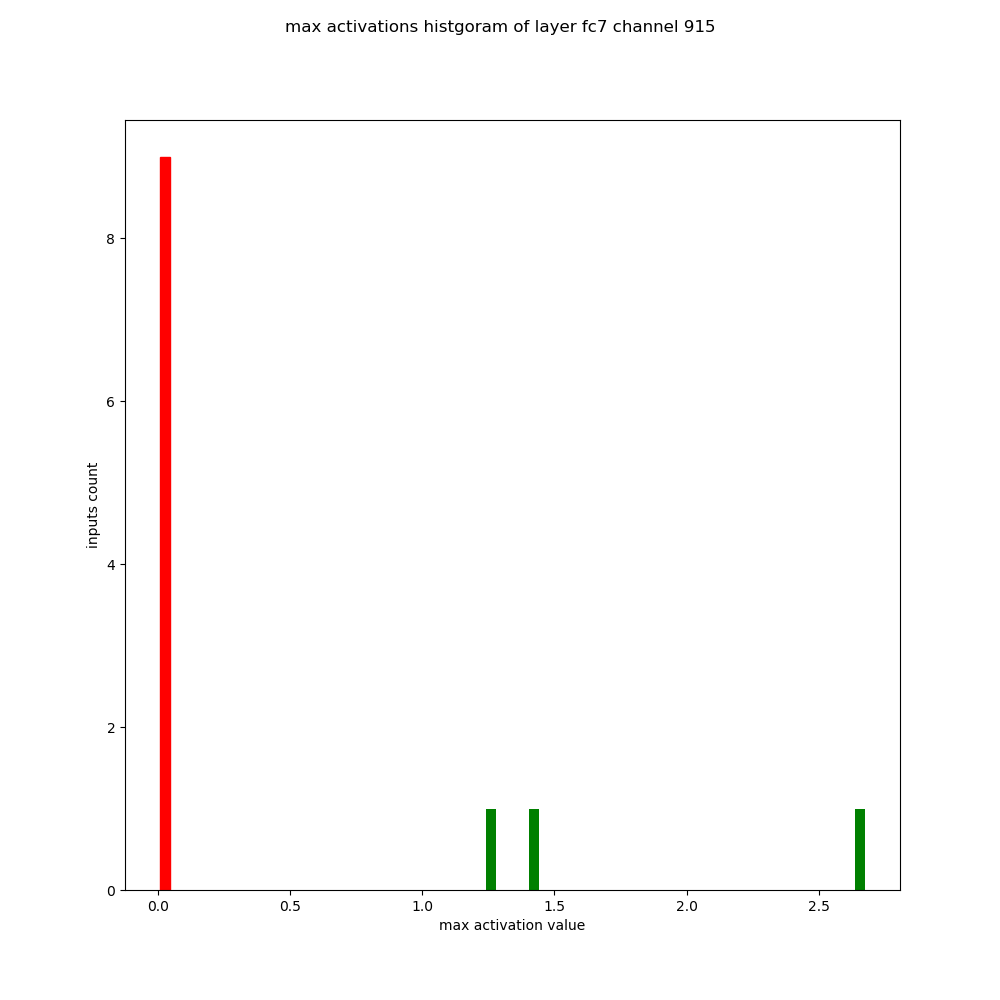 max activations histgoram of layer fc7 channel 915
8
6
4
2
0
inputs count
0.0 0.5 1.0 1.5 2.0 2.5
max activation value